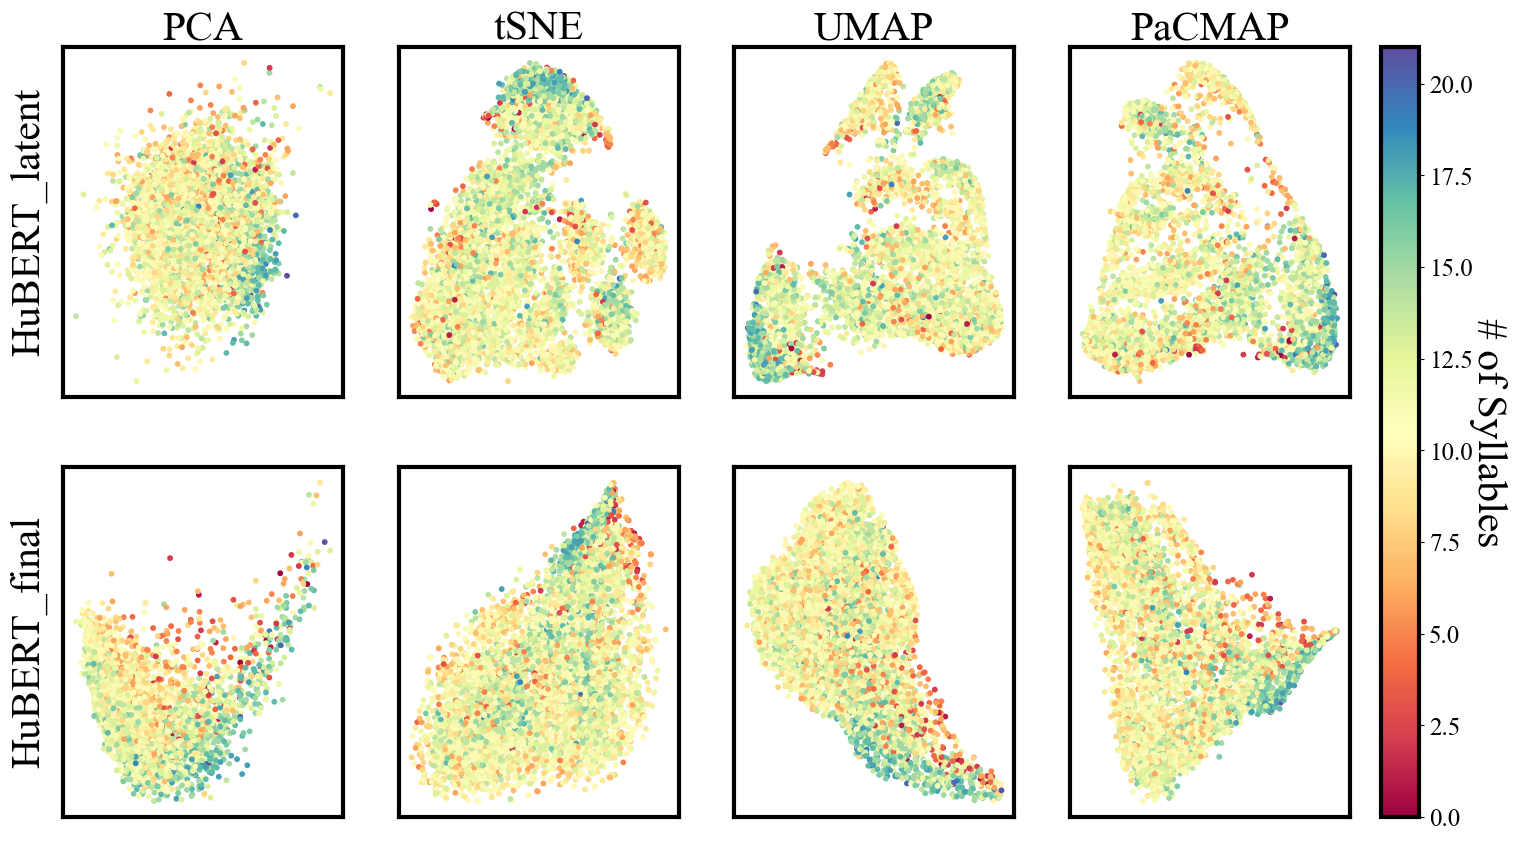 PCA
tSNE
UMAP
PaCMAP
HuBERT_latent
HuBERT_final
20.0
17.5
15.0
12.5
10.0
7.5
5.0
2.5
0.0
# of Syllables